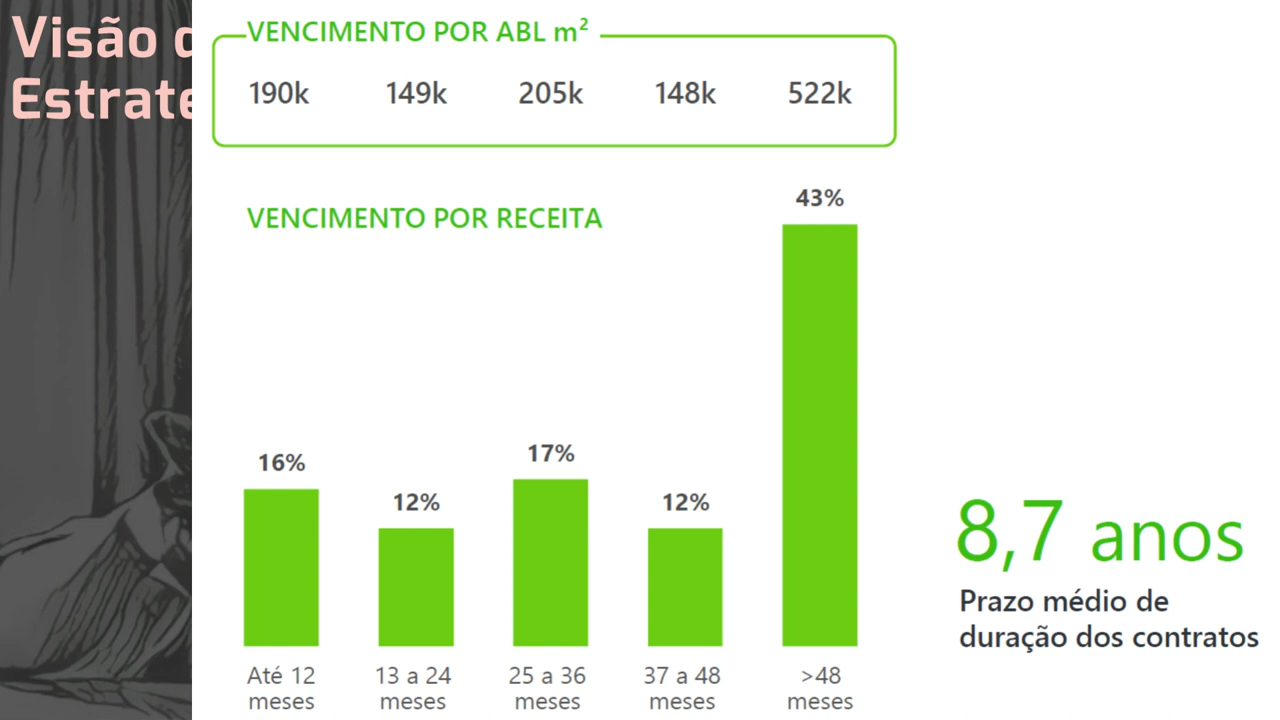 Visão
Estrate
VENCIMENTO POR ABL m²
190k 149k 205k 148k 522k
VENCIMENTO POR RECEITA
43%
16%
12%
17%
12%
8,7 anos
Prazo médio de
duração dos contratos
Até 12 meses
13 a 24 meses
25 a 36 meses
37 a 48 meses
>48 meses